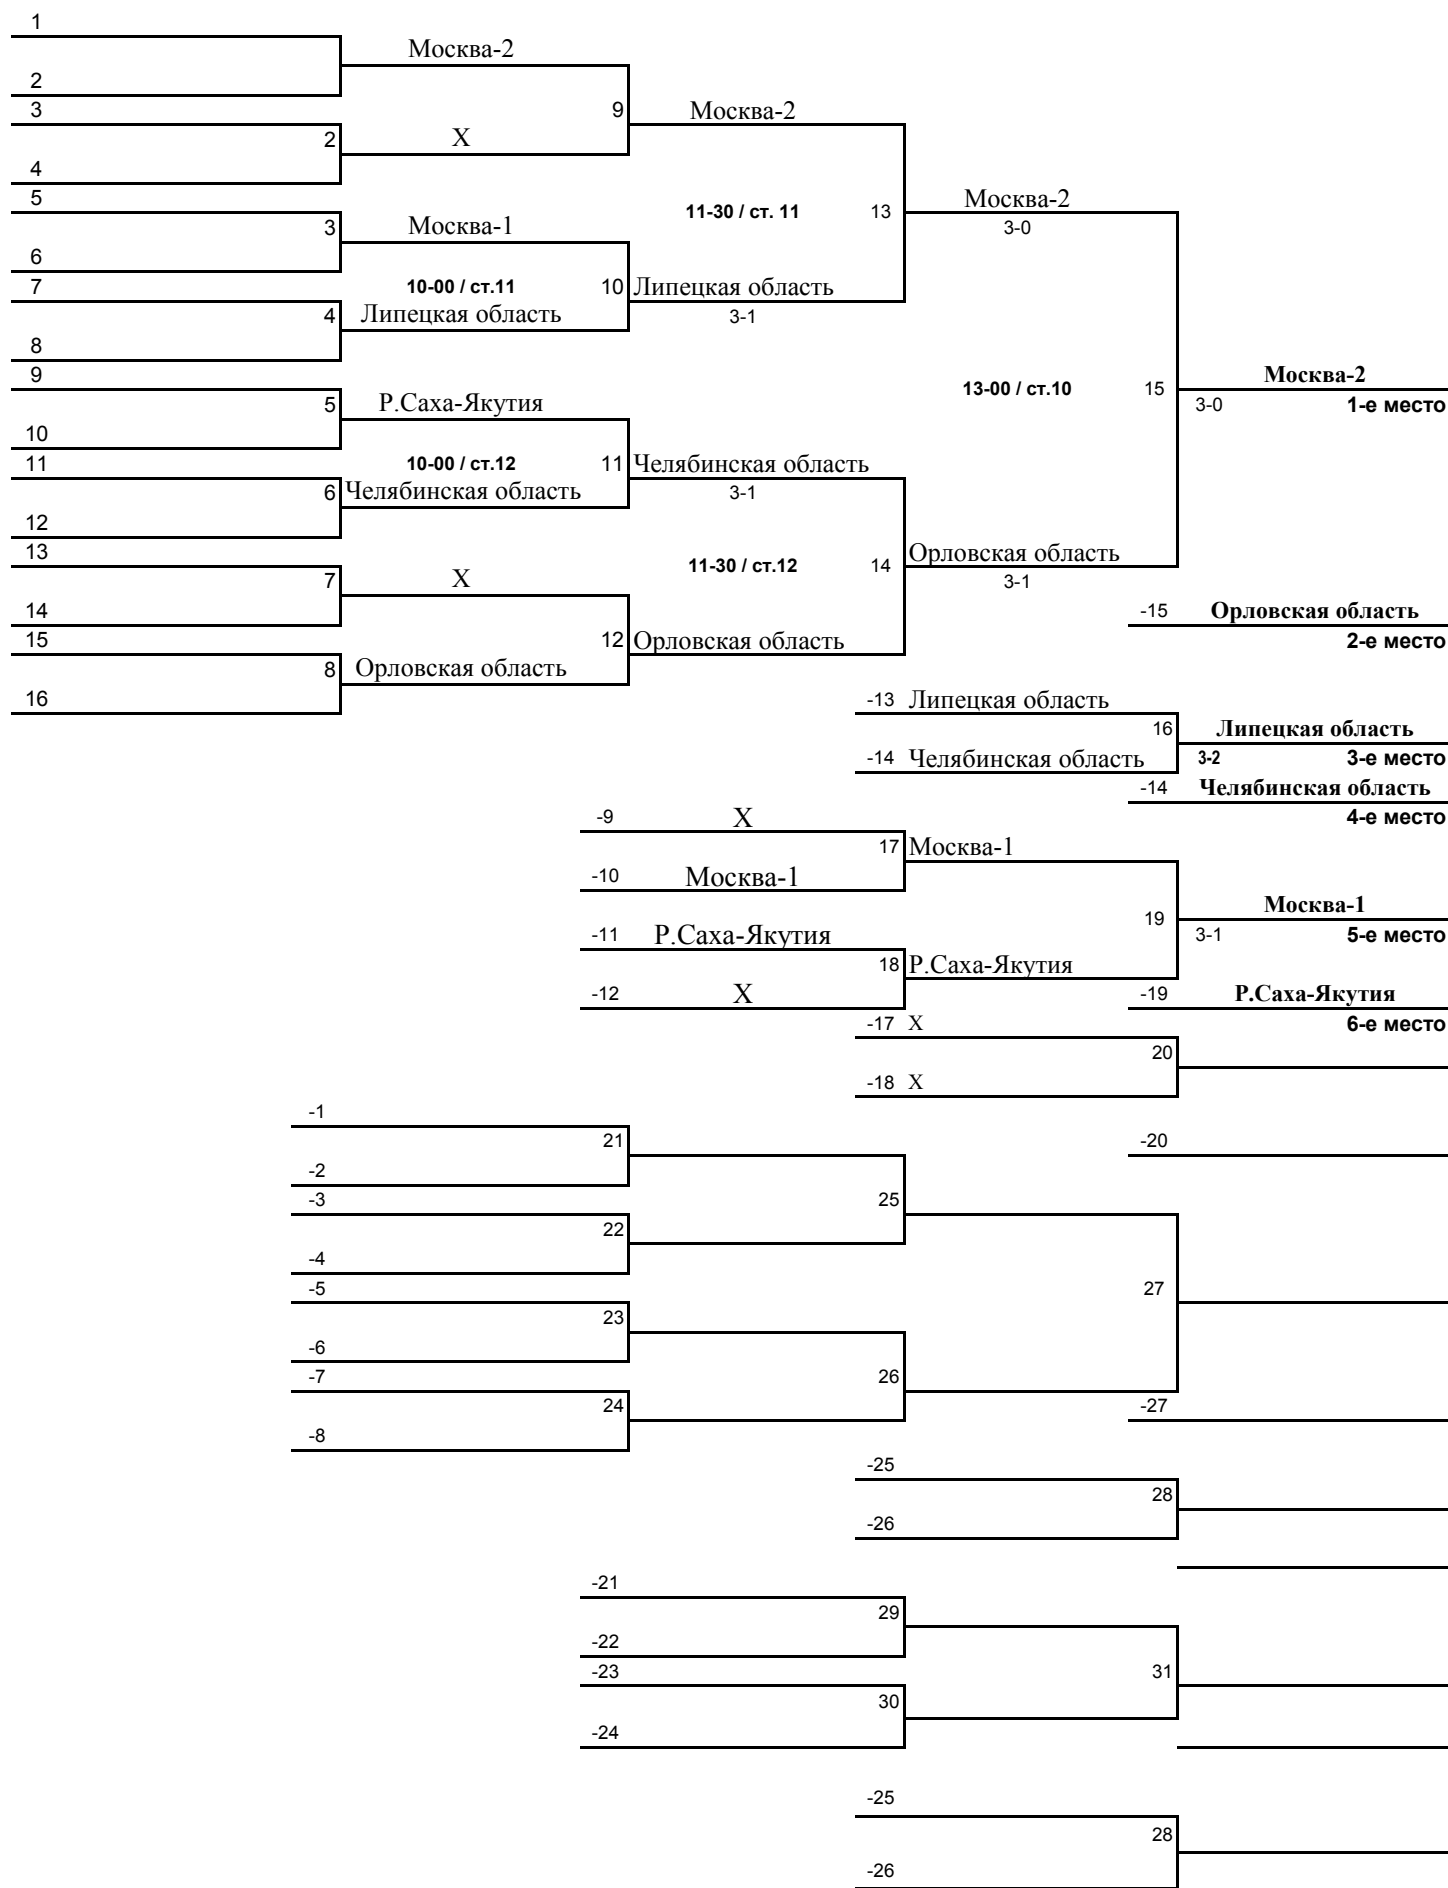 1
Москва-2
2
3
9 Москва-2
2 X
4
5
Москва-2
11-30 / ст. 11 13
3 Москва-1
3-0
6
7
10-00 / ст.11 10 Липецкая область
4 Липецкая область
3-1
8
9
Москва-2
13-00 / ст.10 15
5 Р.Саха-Якутия
3-0 1-е место
10
11
10-00 / ст.12 11 Челябинская область
6 Челябинская область
3-1
12
13
Орловская область
11-30 / ст.12 14
7 X
3-1
14
-15 Орловская область
15
12 Орловская область
2-е место
8 Орловская область
16
-13 Липецкая область
16 Липецкая область
-14 Челябинская область
3-2 3-е место
-14 Челябинская область
-9 X
4-е место
17 Москва-1
-10 Москва-1
Москва-1
19
-11 Р.Саха-Якутия
3-1 5-е место
18 Р.Саха-Якутия
-12 X
-19 Р.Саха-Якутия
-17 X
6-е место
20
-18 X
-1
21
-20
-2
-3
25
22
-4
-5
27
23
-6
-7
26
24
-27
-8
-25
28
-26
-21
29
-22
-23
31
30
-24
-25
28
-26